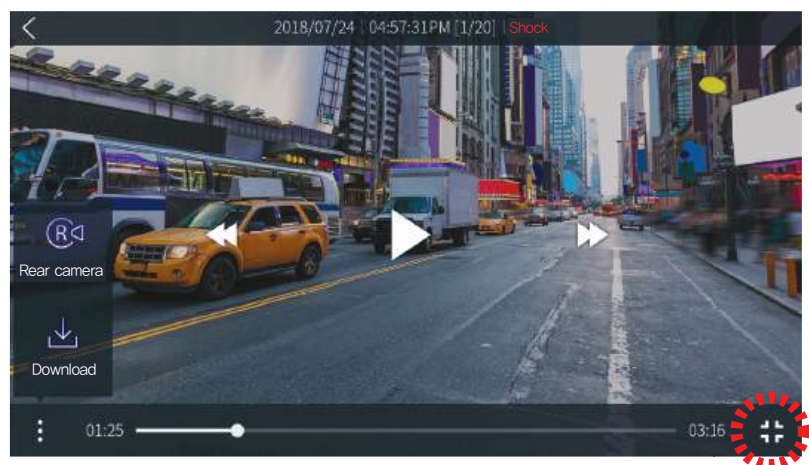 2018/07/24 | 04:57:31PM [1/20] | Shock
R
Rear camera
Download
01:25
03:16